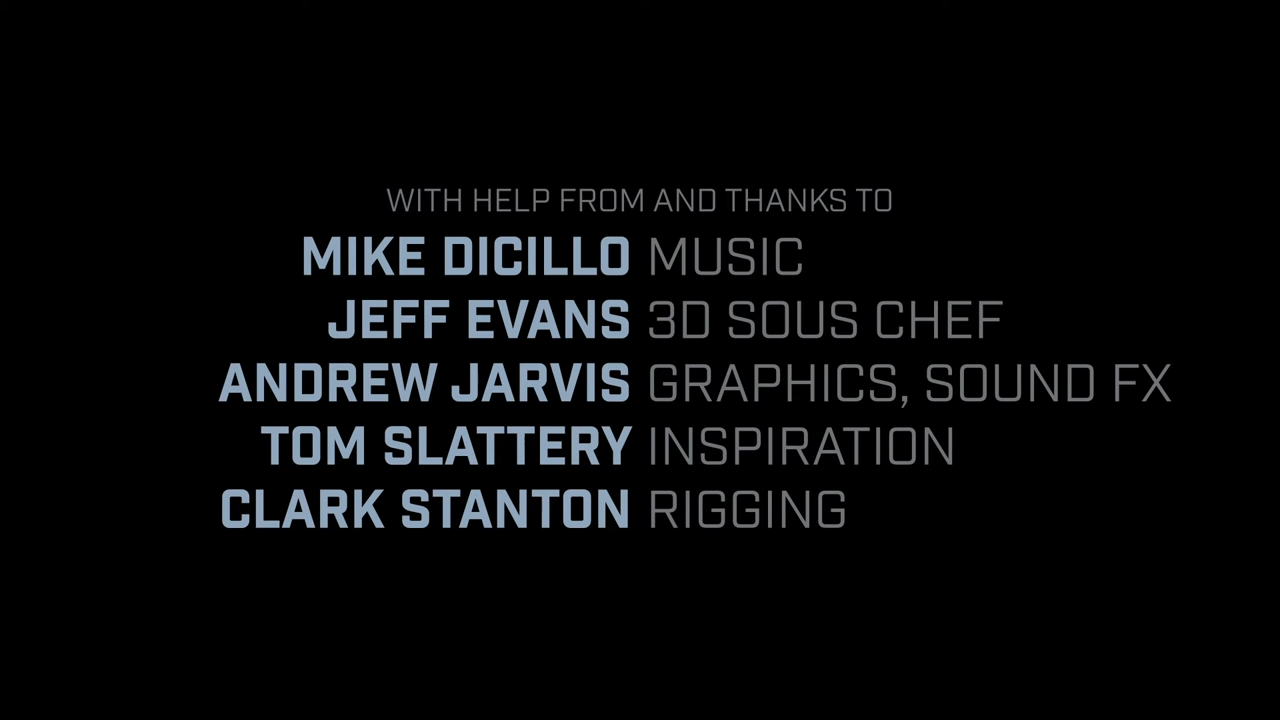 WITH HELP FROM AND THANKS TO
MIKE DICILLO MUSIC
JEFF EVANS 3D SOUS CHEF
ANDREW JARVIS GRAPHICS, SOUND FX
TOM SLATTERY INSPIRATION
CLARK STANTON RIGGING